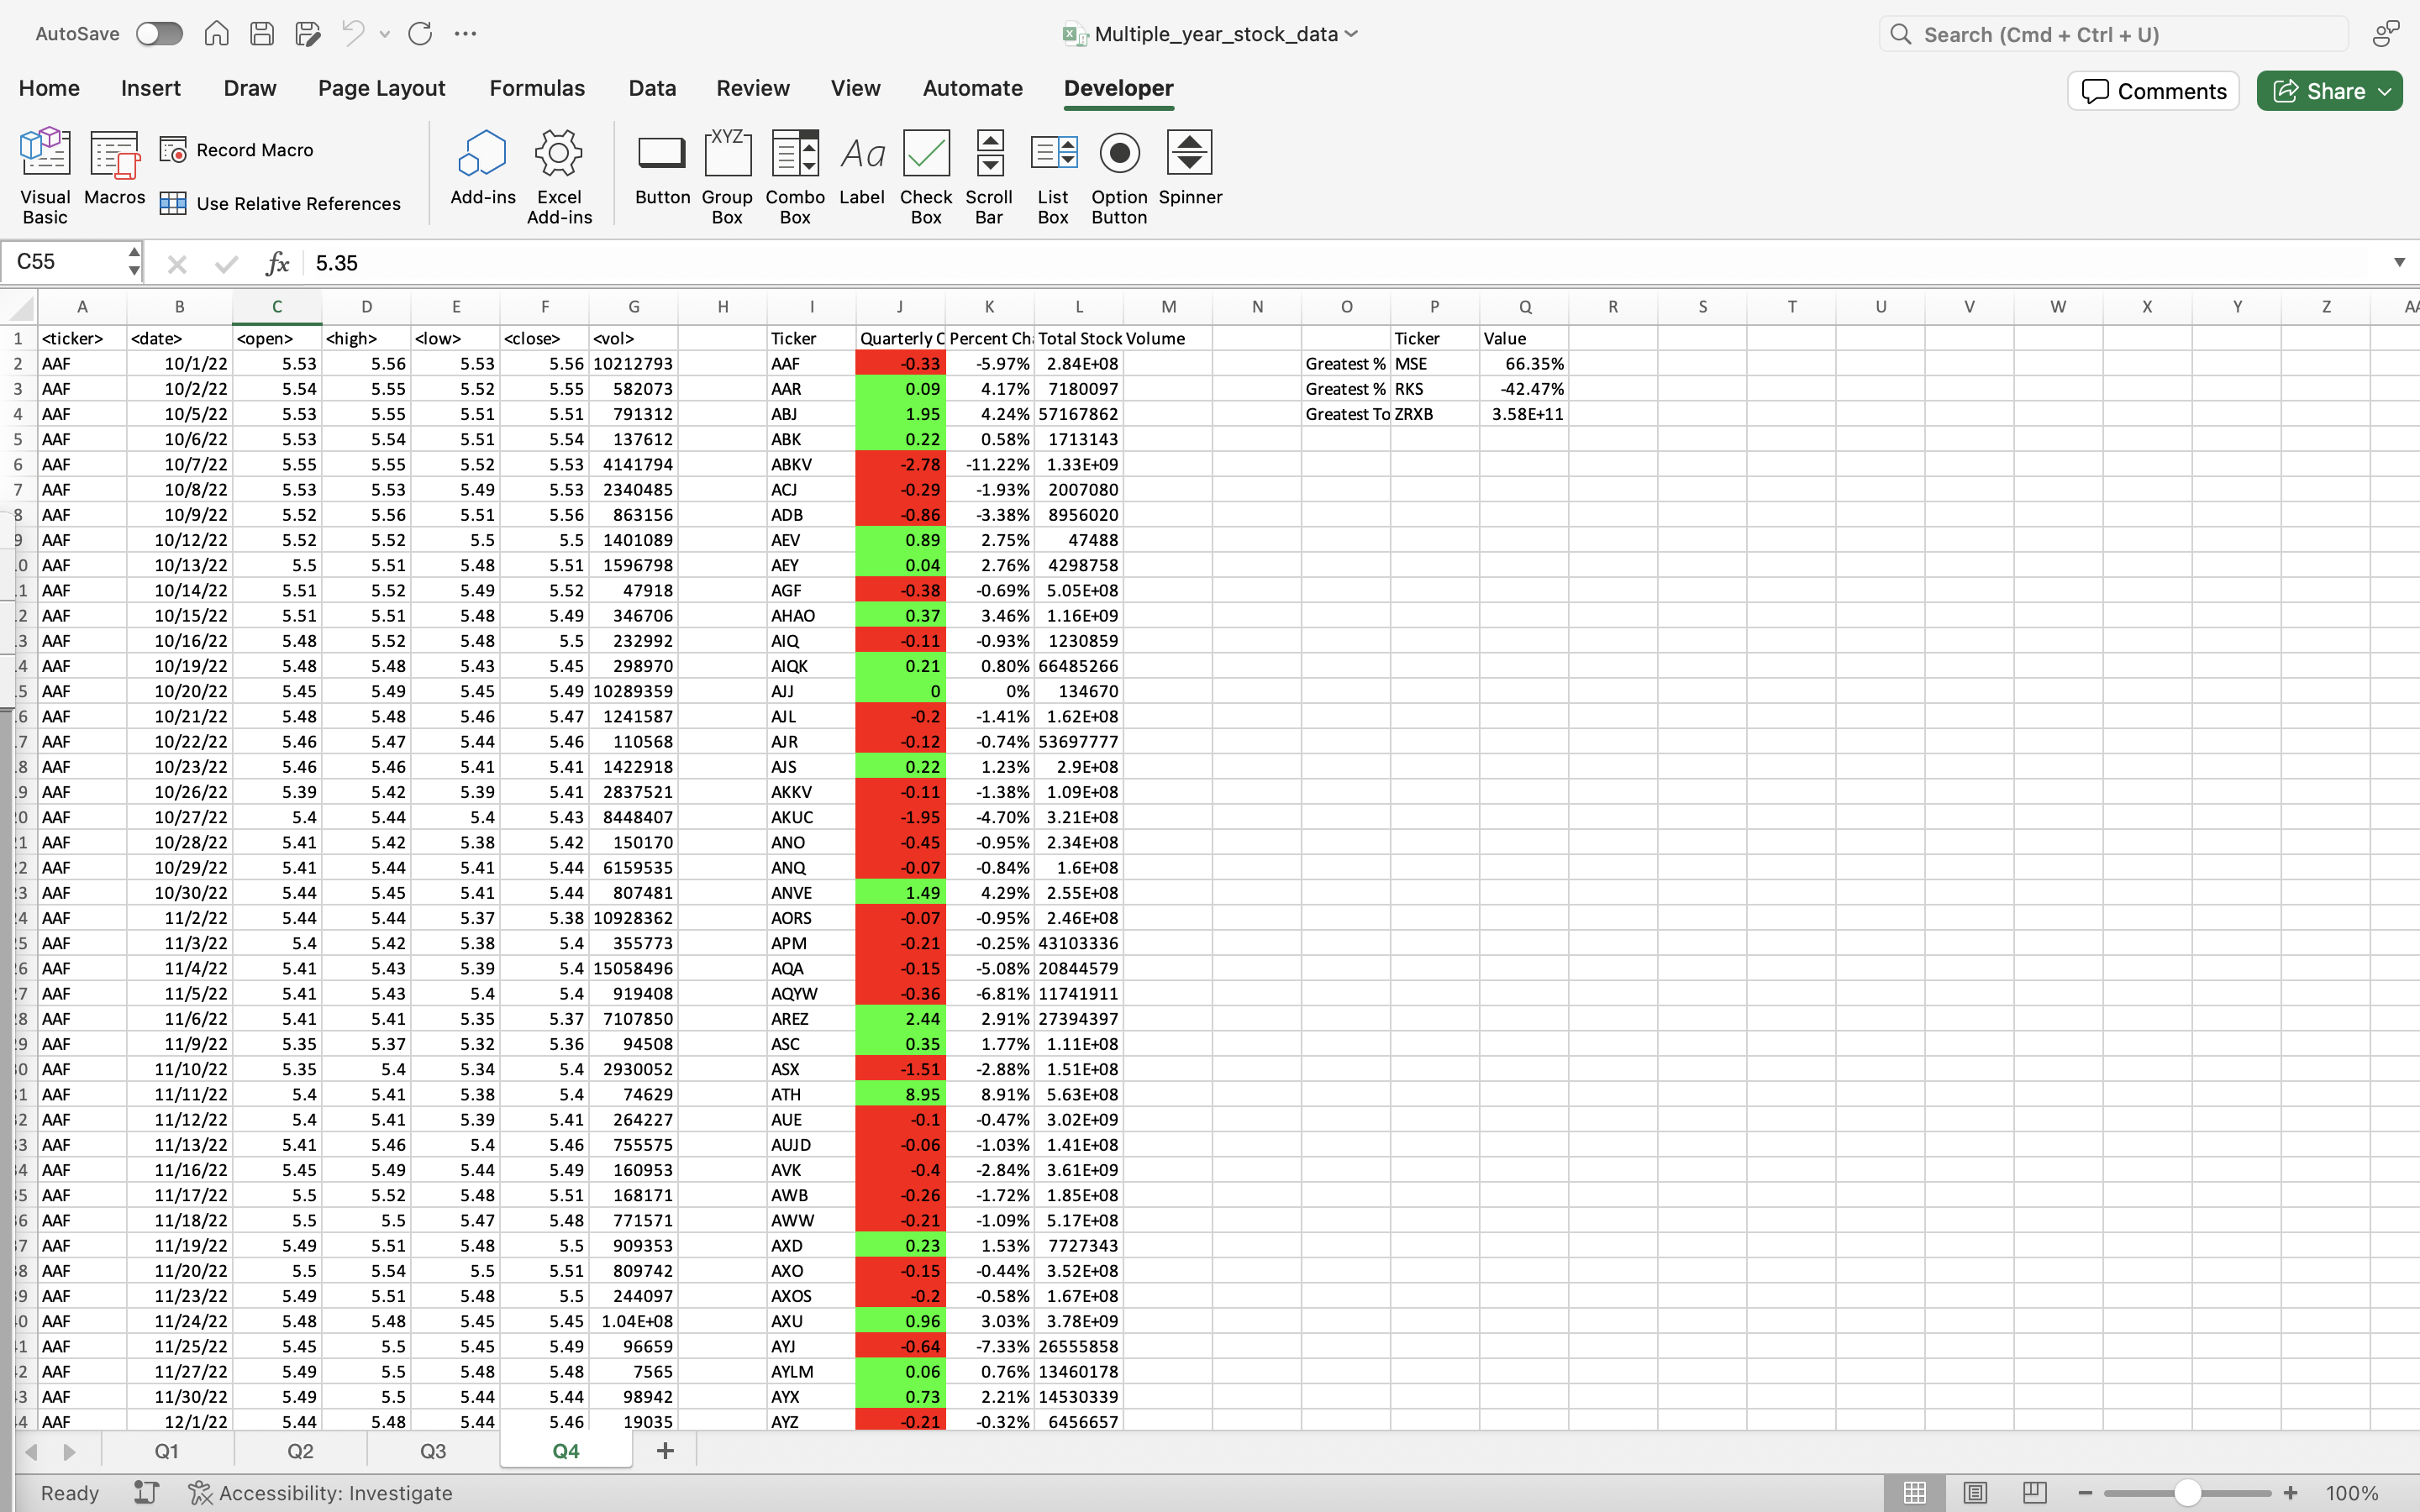 AutoSave
Multiple_year_stock_data
Search (Cmd + Ctrl + U)
Home Insert Draw Page Layout Formulas Data Review View Automate Developer Comments Share
Visual Basic Macros Record Macro Use Relative References Add-ins Excel Add-ins Button Group Box XYZ Combo Box Aa Label Check Box Scroll Bar List Box Option Button Spinner
C55 fx 5.35
A B C D E F G H I J K L M N O P Q R S T U V W X Y Z
1 <ticker> <date> <open> <high> <low> <close> <vol> Ticker Quarterly C Percent Ch Total Stock Volume Ticker Value
2 AAF 10/1/22 5.53 5.56 5.53 5.56 10212793 AAF -0.33 -5.97% 2.84E+08 Greatest % MSE 66.35%
3 AAF 10/2/22 5.54 5.55 5.52 5.55 582073 AAR 0.09 4.17% 7180097 Greatest % RKS -42.47%
4 AAF 10/5/22 5.53 5.55 5.51 5.51 791312 ABJ 1.95 4.24% 57167862 Greatest To ZRXB 3.58E+11
5 AAF 10/6/22 5.53 5.54 5.51 5.54 137612 ABK 0.22 0.58% 1713143
6 AAF 10/7/22 5.55 5.55 5.52 5.53 4141794 ABKV -2.78 -11.22% 1.33E+09
7 AAF 10/8/22 5.53 5.53 5.49 5.53 2340485 ACJ -0.29 -1.93% 2007080
8 AAF 10/9/22 5.52 5.56 5.51 5.56 863156 ADB -0.86 -3.38% 8956020
9 AAF 10/12/22 5.52 5.52 5.5 5.5 1401089 AEV 0.89 2.75% 47488
0 AAF 10/13/22 5.5 5.51 5.48 5.51 1596798 AEY 0.04 2.76% 4298758
1 AAF 10/14/22 5.51 5.52 5.49 5.52 47918 AGF -0.38 -0.69% 5.05E+08
2 AAF 10/15/22 5.51 5.51 5.48 5.49 346706 AHAO 0.37 3.46% 1.16E+09
3 AAF 10/16/22 5.48 5.52 5.48 5.5 232992 AIQ -0.11 -0.93% 1230859
4 AAF 10/19/22 5.48 5.48 5.43 5.45 298970 AIQK 0.21 0.80% 66485266
5 AAF 10/20/22 5.45 5.49 5.45 5.49 10289359 AJJ 0 0% 134670
6 AAF 10/21/22 5.48 5.48 5.46 5.47 1241587 AJL -0.2 -1.41% 1.62E+08
7 AAF 10/22/22 5.46 5.47 5.44 5.46 110568 AJR -0.12 -0.74% 53697777
8 AAF 10/23/22 5.46 5.46 5.41 5.41 1422918 AJS 0.22 1.23% 2.9E+08
9 AAF 10/26/22 5.39 5.42 5.39 5.41 2837521 AKKV -0.11 -1.38% 1.09E+08
0 AAF 10/27/22 5.4 5.44 5.4 5.43 8448407 AKUC -1.95 -4.70% 3.21E+08
1 AAF 10/28/22 5.41 5.42 5.38 5.42 150170 ANO -0.45 -0.95% 2.34E+08
2 AAF 10/29/22 5.41 5.44 5.41 5.44 6159535 ANQ -0.07 -0.84% 1.6E+08
3 AAF 10/30/22 5.44 5.45 5.41 5.44 807481 ANVE 1.49 4.29% 2.55E+08
4 AAF 11/2/22 5.44 5.44 5.37 5.38 10928362 AORS -0.07 -0.95% 2.46E+08
5 AAF 11/3/22 5.4 5.42 5.38 5.4 355773 APM -0.21 -0.25% 43103336
6 AAF 11/4/22 5.41 5.43 5.39 5.4 15058496 AQA -0.15 -5.08% 20844579
7 AAF 11/5/22 5.41 5.43 5.4 5.4 919408 AQYW -0.36 -6.81% 11741911
8 AAF 11/6/22 5.41 5.41 5.35 5.37 7107850 AREZ 2.44 2.91% 27394397
9 AAF 11/9/22 5.35 5.37 5.32 5.36 94508 ASC 0.35 1.77% 1.11E+08
0 AAF 11/10/22 5.35 5.4 5.34 5.4 2930052 ASX -1.51 -2.88% 1.51E+08
1 AAF 11/11/22 5.4 5.41 5.38 5.4 74629 ATH 8.95 8.91% 5.63E+08
2 AAF 11/12/22 5.4 5.41 5.39 5.41 264227 AUE -0.1 -0.47% 3.02E+09
3 AAF 11/13/22 5.41 5.46 5.4 5.46 755575 AUJD -0.06 -1.03% 1.41E+08
4 AAF 11/16/22 5.45 5.49 5.44 5.49 160953 AVK -0.4 -2.84% 3.61E+09
5 AAF 11/17/22 5.5 5.52 5.48 5.51 168171 AWB -0.26 -1.72% 1.85E+08
6 AAF 11/18/22 5.5 5.5 5.47 5.48 771571 AWW -0.21 -1.09% 5.17E+08
7 AAF 11/19/22 5.49 5.51 5.48 5.5 909353 AXD 0.23 1.53% 7727343
8 AAF 11/20/22 5.5 5.54 5.5 5.51 809742 AXO -0.15 -0.44% 3.52E+08
9 AAF 11/23/22 5.49 5.51 5.48 5.5 244097 AXOS -0.2 -0.58% 1.67E+08
0 AAF 11/24/22 5.48 5.48 5.45 5.45 1.04E+08 AXU 0.96 3.03% 3.78E+09
1 AAF 11/25/22 5.45 5.5 5.45 5.49 96659 AYJ -0.64 -7.33% 26555858
2 AAF 11/27/22 5.49 5.5 5.48 5.48 7565 AYLM 0.06 0.76% 13460178
3 AAF 11/30/22 5.49 5.5 5.44 5.44 98942 AYX 0.73 2.21% 14530339
4 AAF 12/1/22 5.44 5.48 5.44 5.46 19035 AYZ -0.21 -0.32% 6456657
Q1 Q2 Q3 Q4 +
Ready Accessibility: Investigate 100%